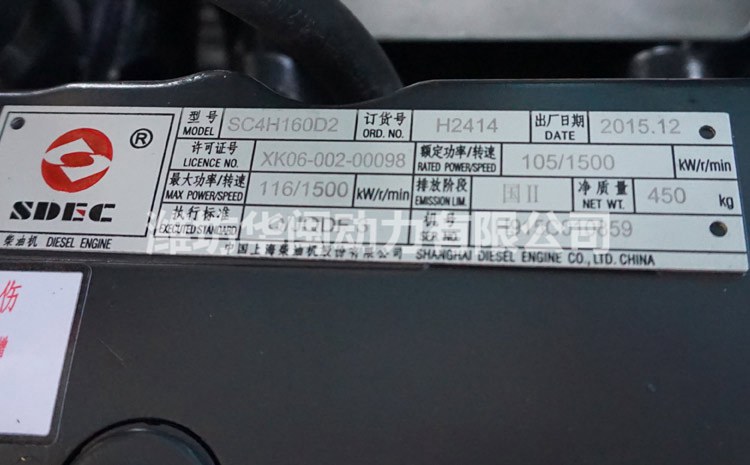 SDEC ®
柴油机 DIESEL ENGINE
型号 MODEL SC4H160D2 订货号 ORD. NO. H2414 出厂日期 DATE 2015.12
许可证号 LICENCE NO. XK06-002-00098 额定功率/转速 RATED POWER/SPEED 105/1500 kW/r/min
最大功率/转速 MAX POWER/SPEED 116/1500 kW/r/min 排放阶段 EMISSION LIM. 国II 净质量 NET WT. 450 kg
执行标准 EXECUTED STANDARD 机号 SER. NO.
中国上海柴油机股份有限公司 SHANGHAI DIESEL ENGINE CO., LTD. CHINA
动力有限公司
伤